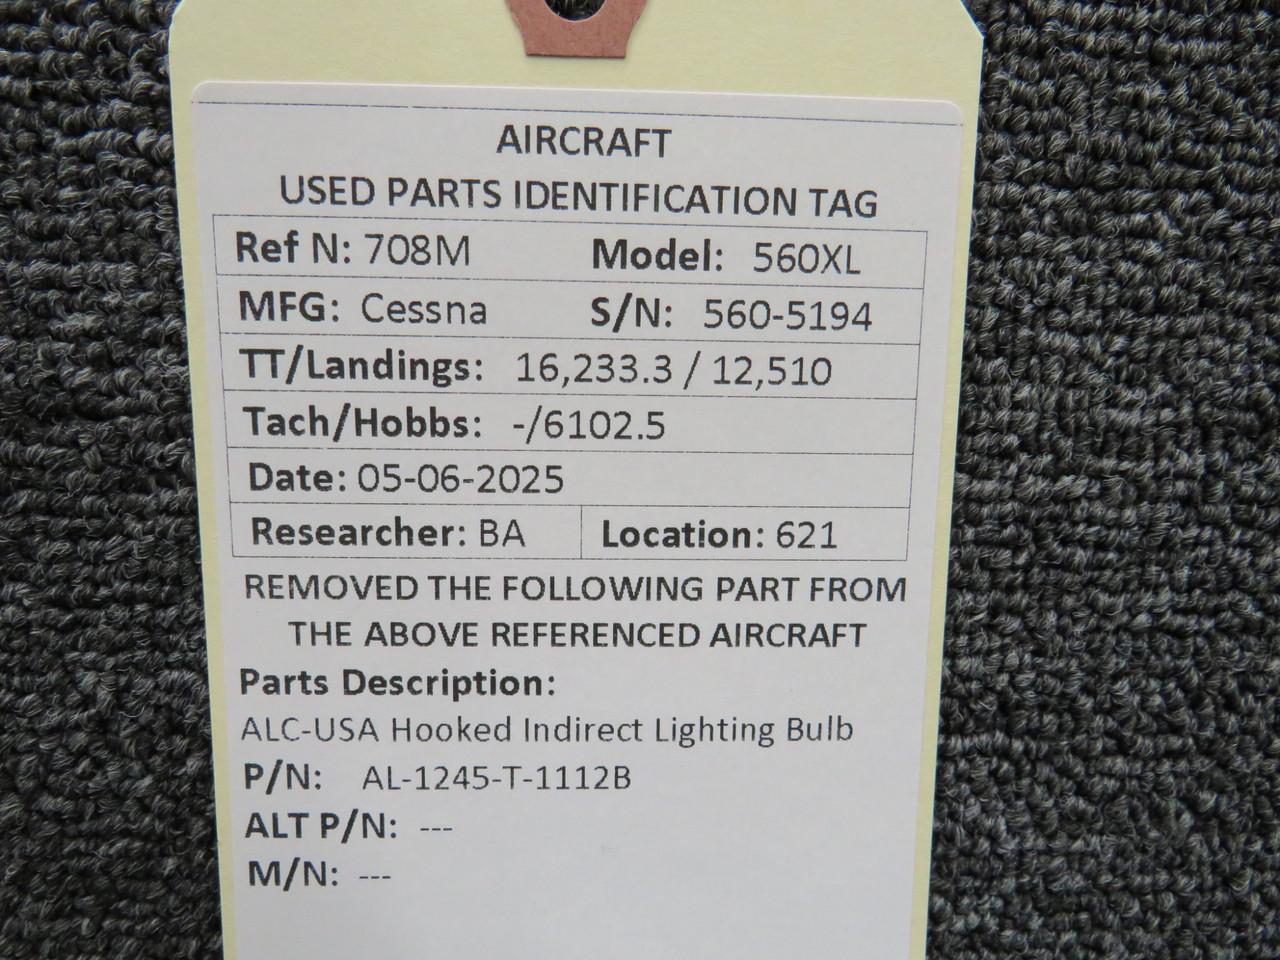 AIRCRAFT
USED PARTS IDENTIFICATION TAG
Ref N: 708M Model: 560XL
MFG: Cessna S/N: 560-5194
TT/Landings: 16,233.3 / 12,510
Tach/Hobbs: -/6102.5
Date: 05-06-2025
Researcher: BA Location: 621
REMOVED THE FOLLOWING PART FROM
THE ABOVE REFERENCED AIRCRAFT
Parts Description:
ALC-USA Hooked Indirect Lighting Bulb
P/N: AL-1245-T-1112B
ALT P/N: ---
M/N: ---